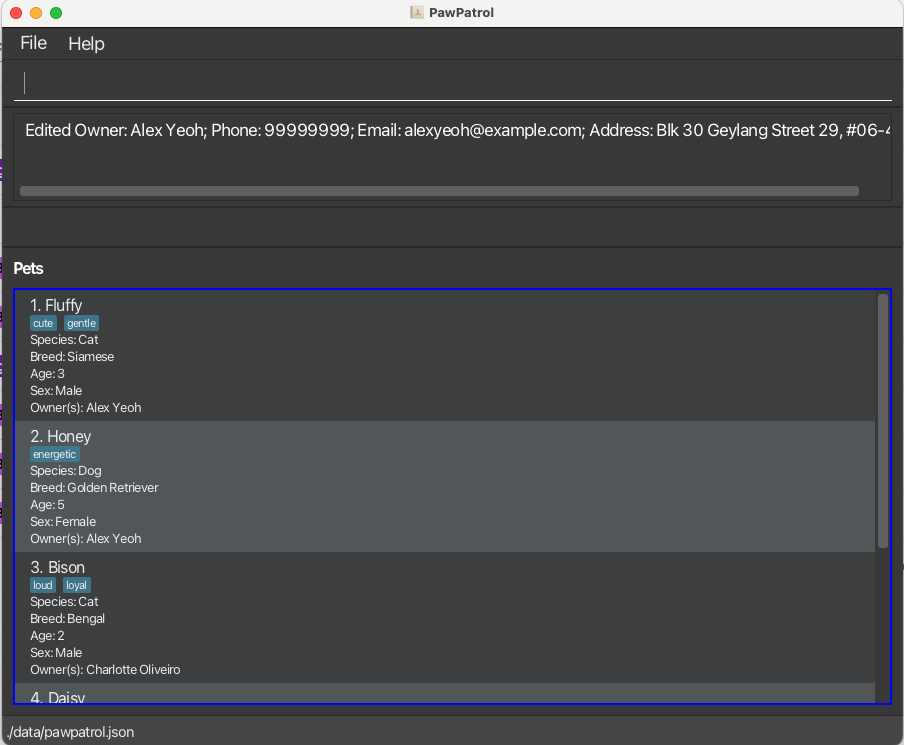 PawPatrol
File Help
Edited Owner: Alex Yeoh; Phone: 99999999; Email: alexyeoh@example.com; Address: Blk 30 Geylang Street 29, #06-4
Pets
1. Fluffy
cute gentle
Species: Cat
Breed: Siamese
Age: 3
Sex: Male
Owner(s): Alex Yeoh
2. Honey
energetic
Species: Dog
Breed: Golden Retriever
Age: 5
Sex: Female
Owner(s): Alex Yeoh
3. Bison
loud loyal
Species: Cat
Breed: Bengal
Age: 2
Sex: Male
Owner(s): Charlotte Oliveiro
4. Daisy
./data/pawpatrol.json